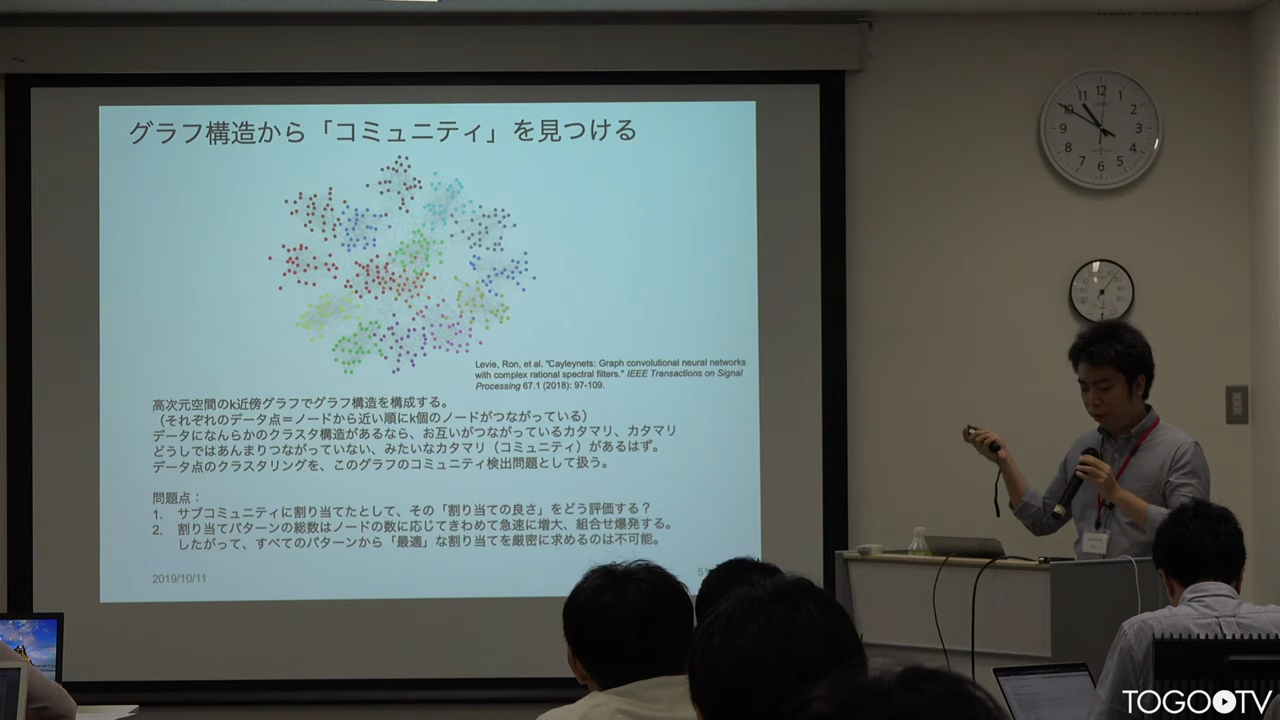 グラフ構造から「コミュニティ」を見つける
Levie, Ron, et al. "Cayleynets: Graph convolutional neural networks
with complex rational spectral filters." IEEE Transactions on Signal
Processing 67.1 (2018): 97-109.
高次元空間のk近傍グラフでグラフ構造を構成する。
（それぞれのデータ点＝ノードから近い順にk個のノードがつながっている）
データになんらかのクラスタ構造があるなら、お互いがつながっているカタマリ、カタマリ
どうしではあんまりつながっていない、みたいなカタマリ（コミュニティ）があるはず。
データ点のクラスタリングを、このグラフのコミュニティ検出問題として扱う。
問題点：
1. サブコミュニティに割り当てたとして、その「割り当ての良さ」をどう評価する？
2. 割り当てパターンの総数はノードの数に応じてきわめて急速に増大、組合せ爆発する。
したがって、すべてのパターンから「最適」な割り当てを厳密に求めるのは不可能。
2019/10/11
12
1
2
3
4
5
6
7
8
9
10
11
TOGOTV